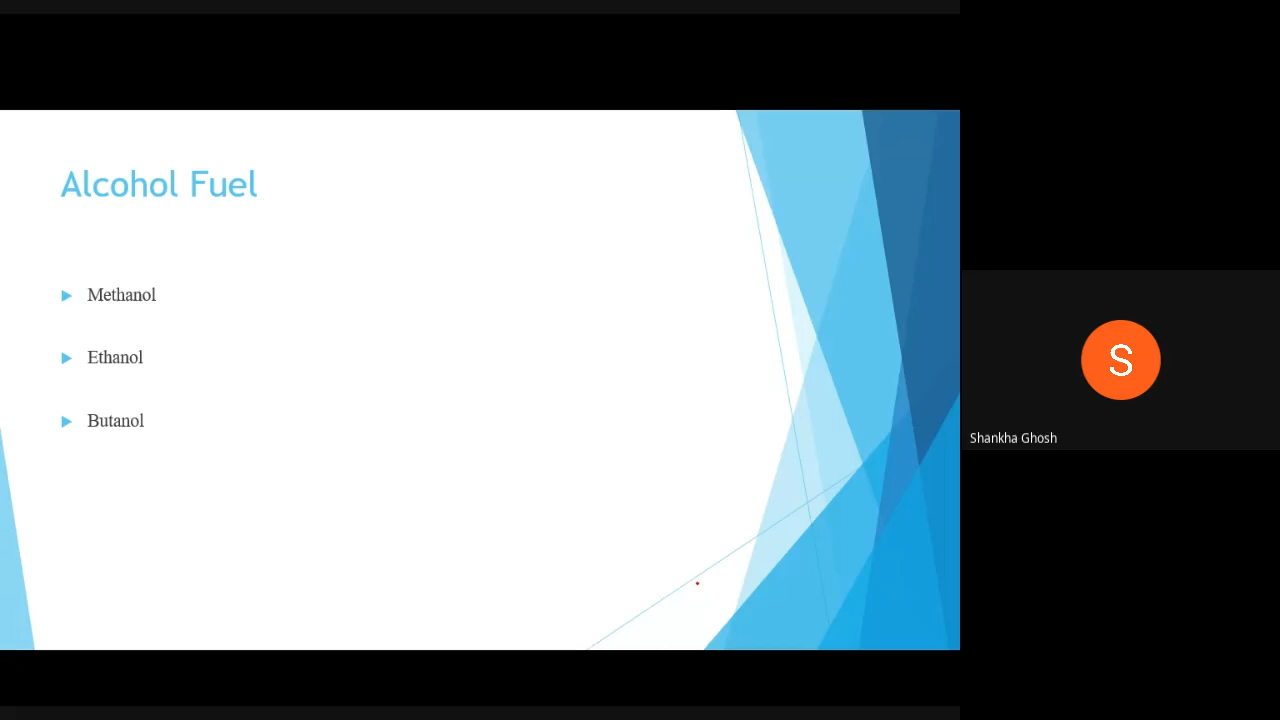 Alcohol Fuel
Methanol
Ethanol
Butanol
S
Shankha Ghosh